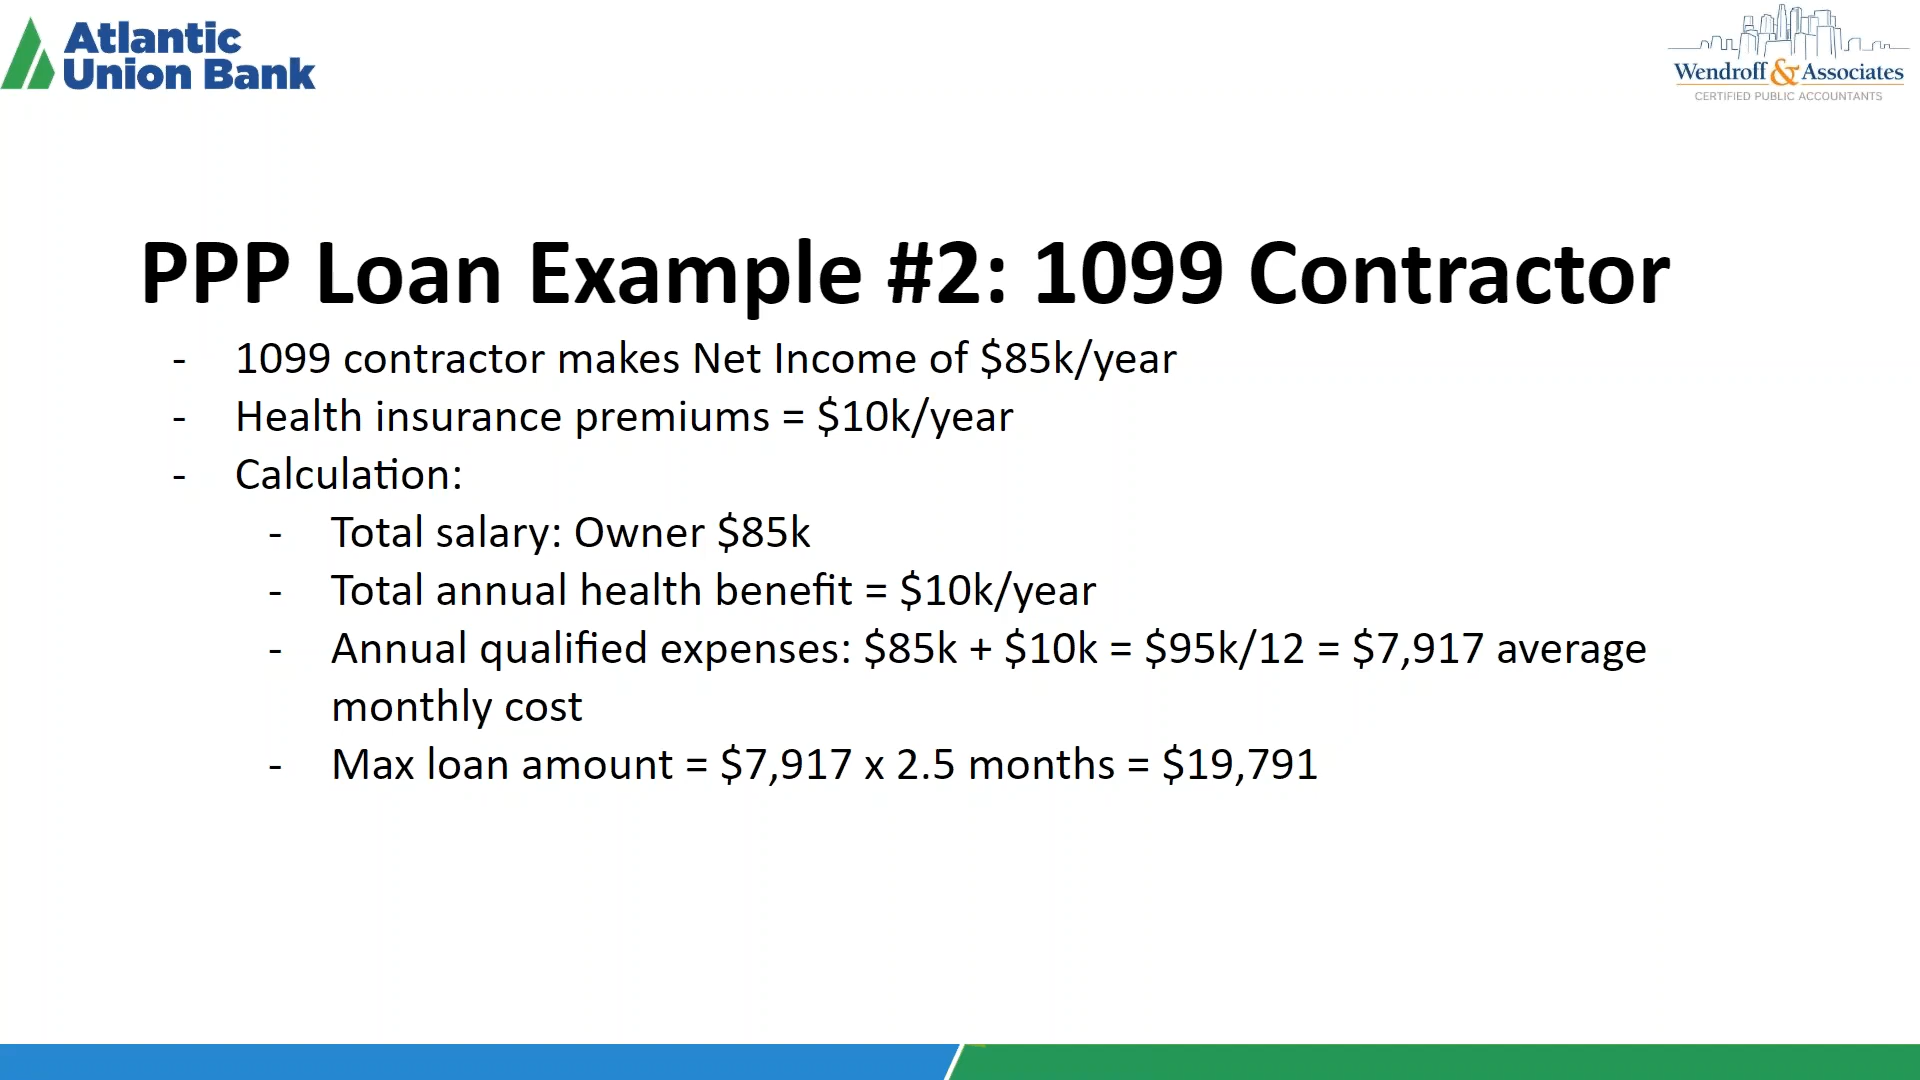 Atlantic
Union Bank
Wendroff & Associates
CERTIFIED PUBLIC ACCOUNTANTS
PPP Loan Example #2: 1099 Contractor
- 1099 contractor makes Net Income of $85k/year
- Health insurance premiums = $10k/year
- Calculation:
- Total salary: Owner $85k
- Total annual health benefit = $10k/year
- Annual qualified expenses: $85k + $10k = $95k/12 = $7,917 average
monthly cost
- Max loan amount = $7,917 x 2.5 months = $19,791